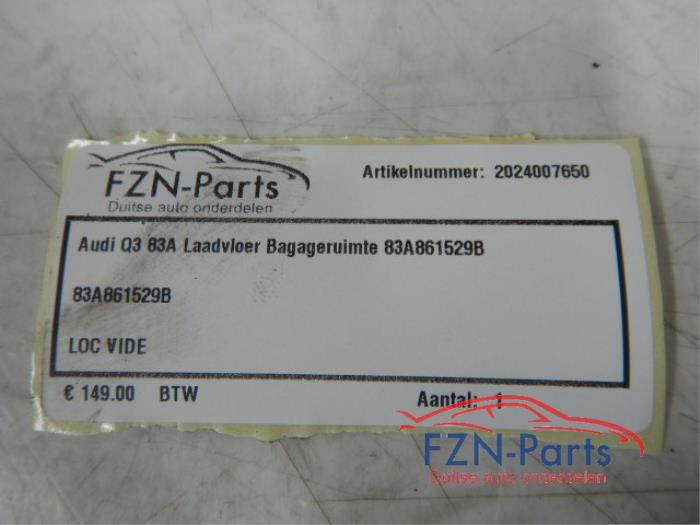 FZN-Parts
Duitse auto onderdelen
Artikelnummer: 2024007650
Audi Q3 83A Laadvloer Bagageruimte 83A861529B
83A861529B
LOC VIDE
€ 149.00 BTW
Aantal: 1
FZN-Parts
Duitse auto onderdelen